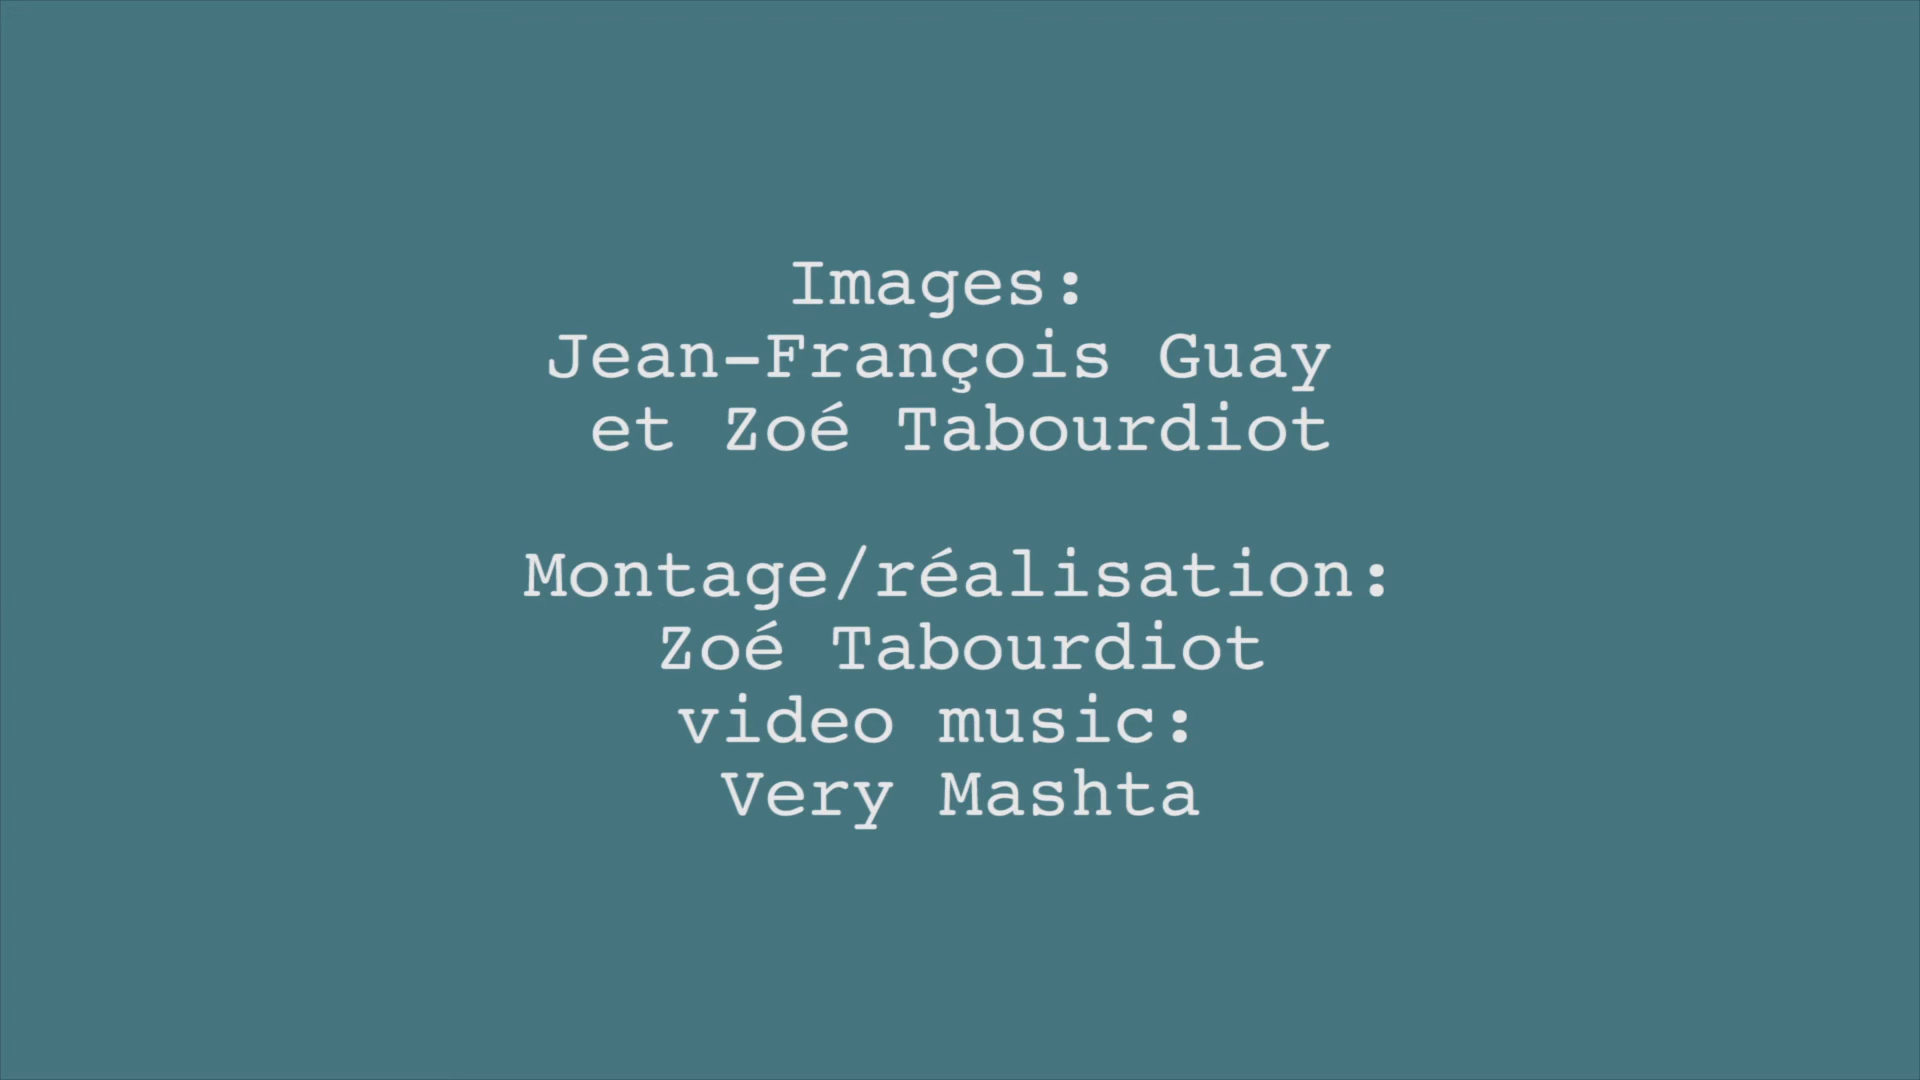 Images:
Jean-François Guay
et Zoé Tabourdiot
Montage/réalisation:
Zoé Tabourdiot
video music:
Very Mashta